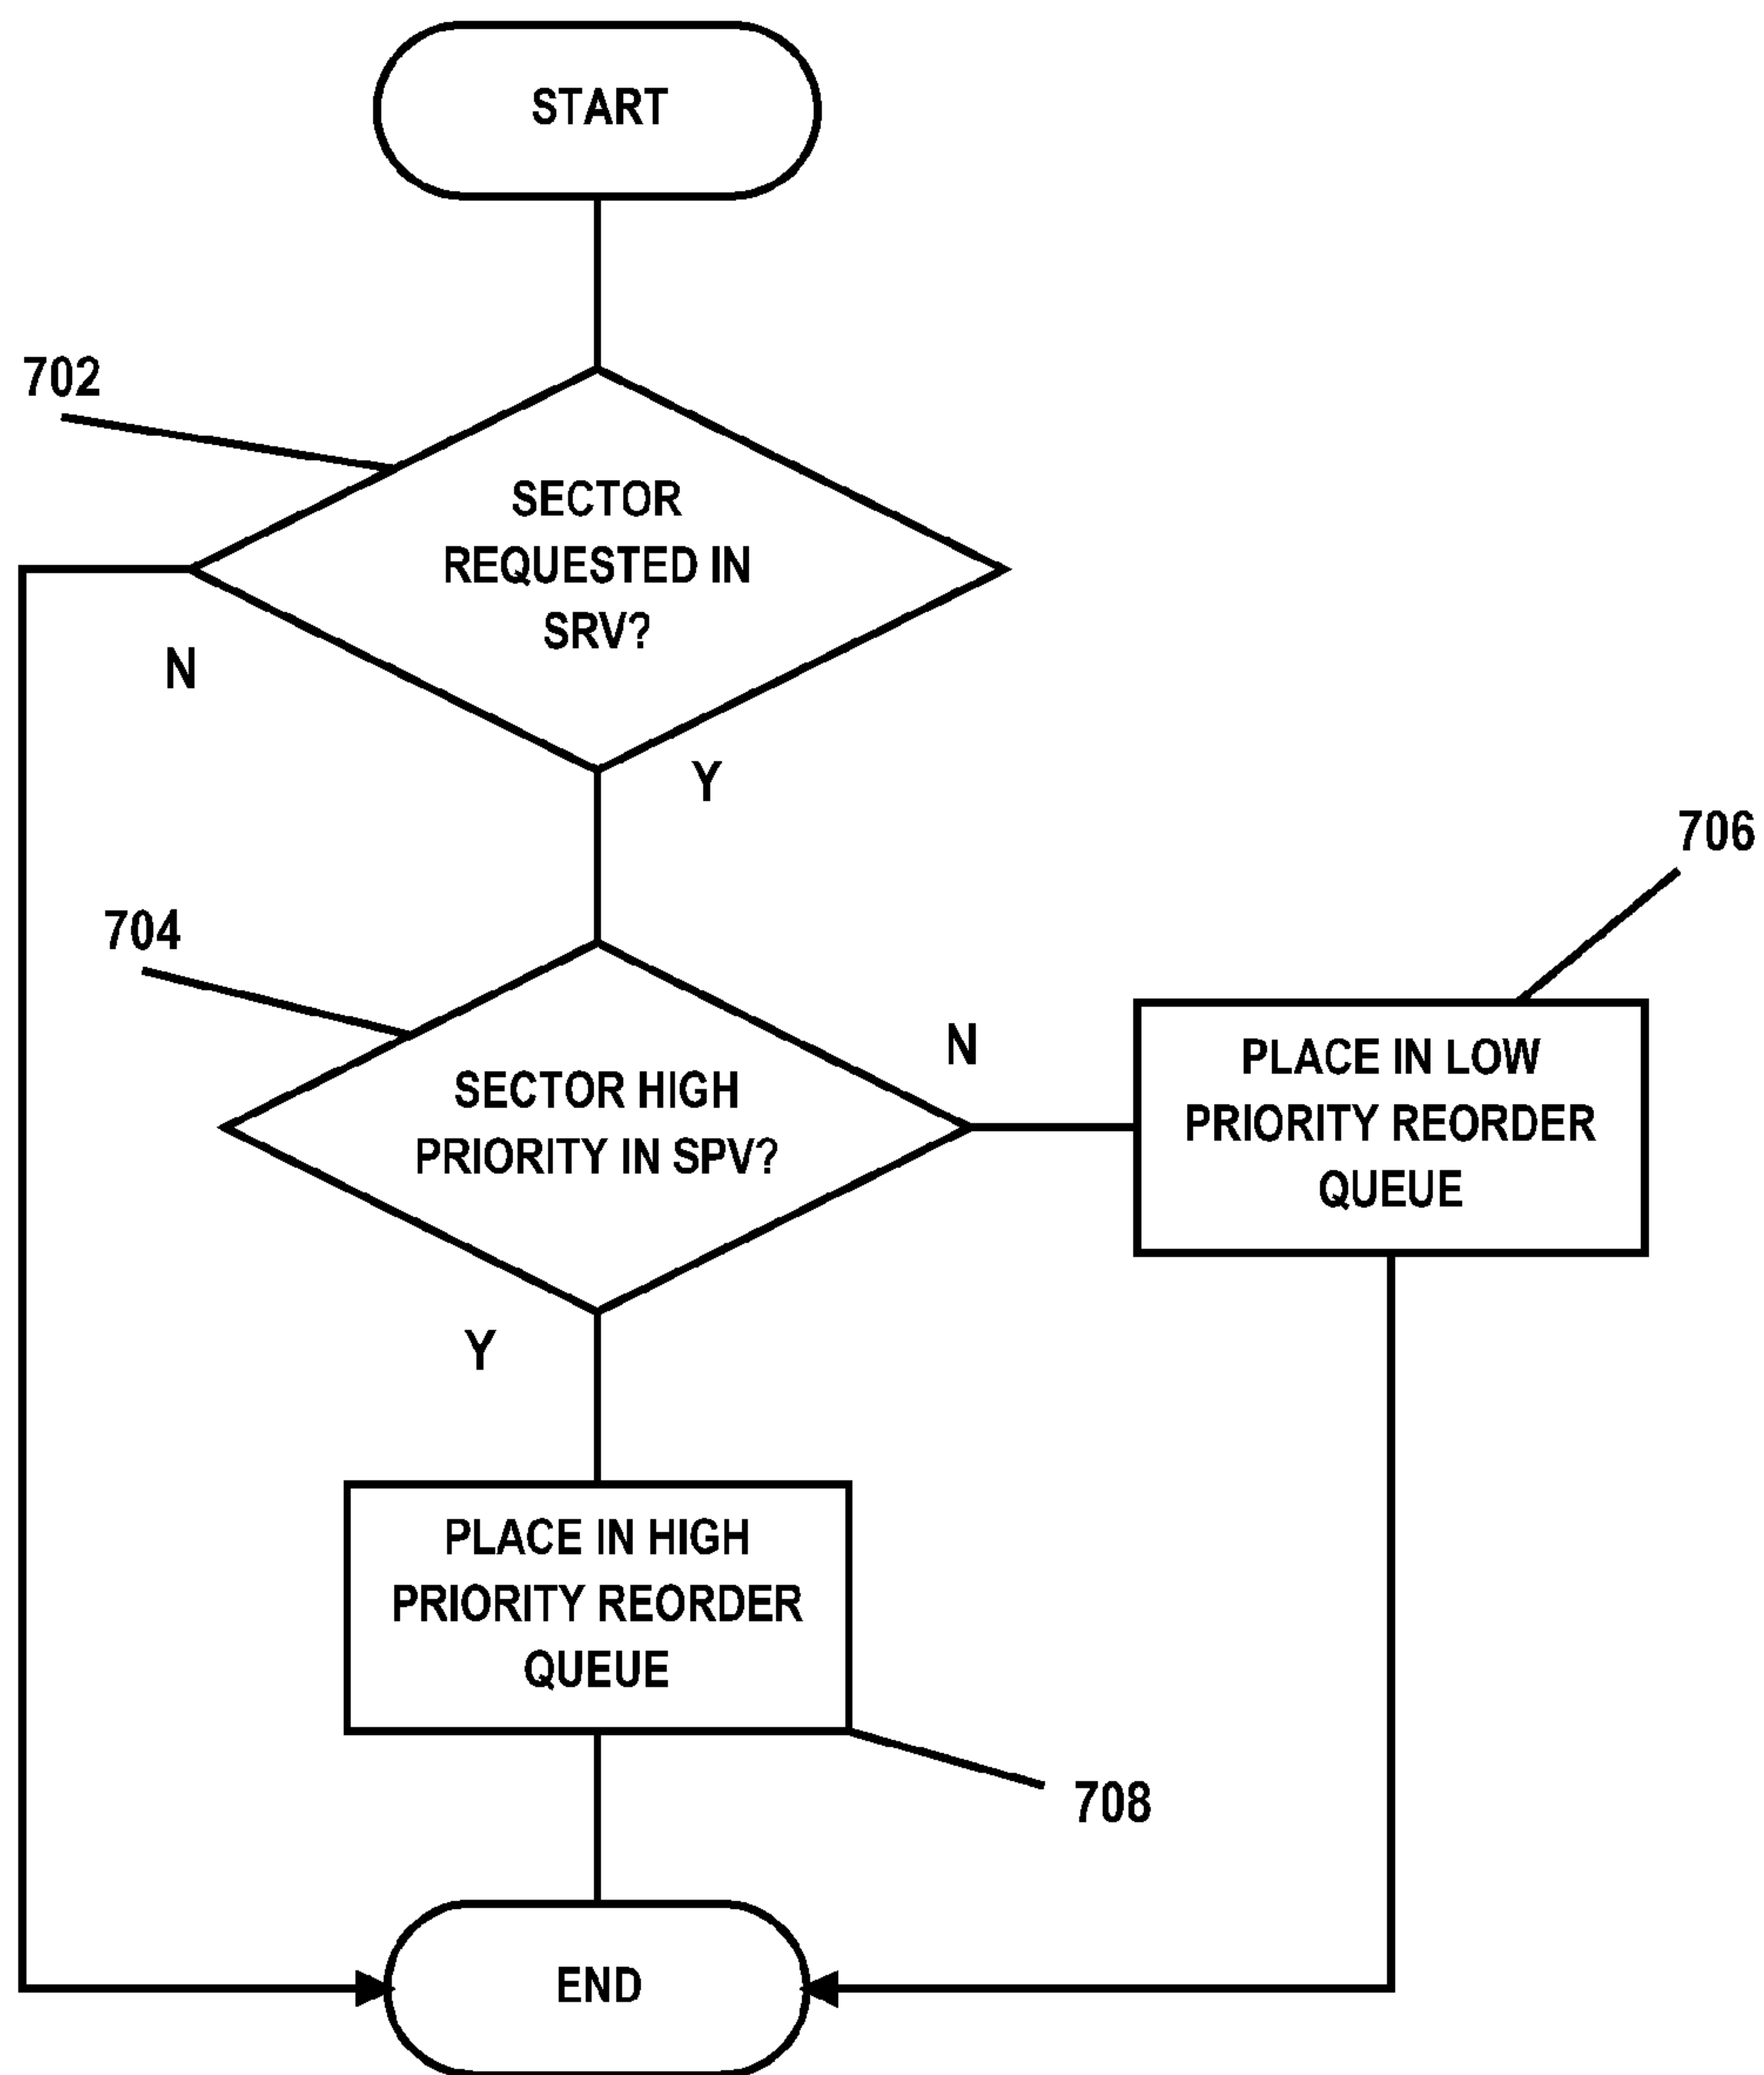 START
702
SECTOR
REQUESTED IN
SRV?
N
Y
706
704
SECTOR HIGH
PRIORITY IN SPV?
N
PLACE IN LOW
PRIORITY REORDER
QUEUE
Y
PLACE IN HIGH
PRIORITY REORDER
QUEUE
708
END